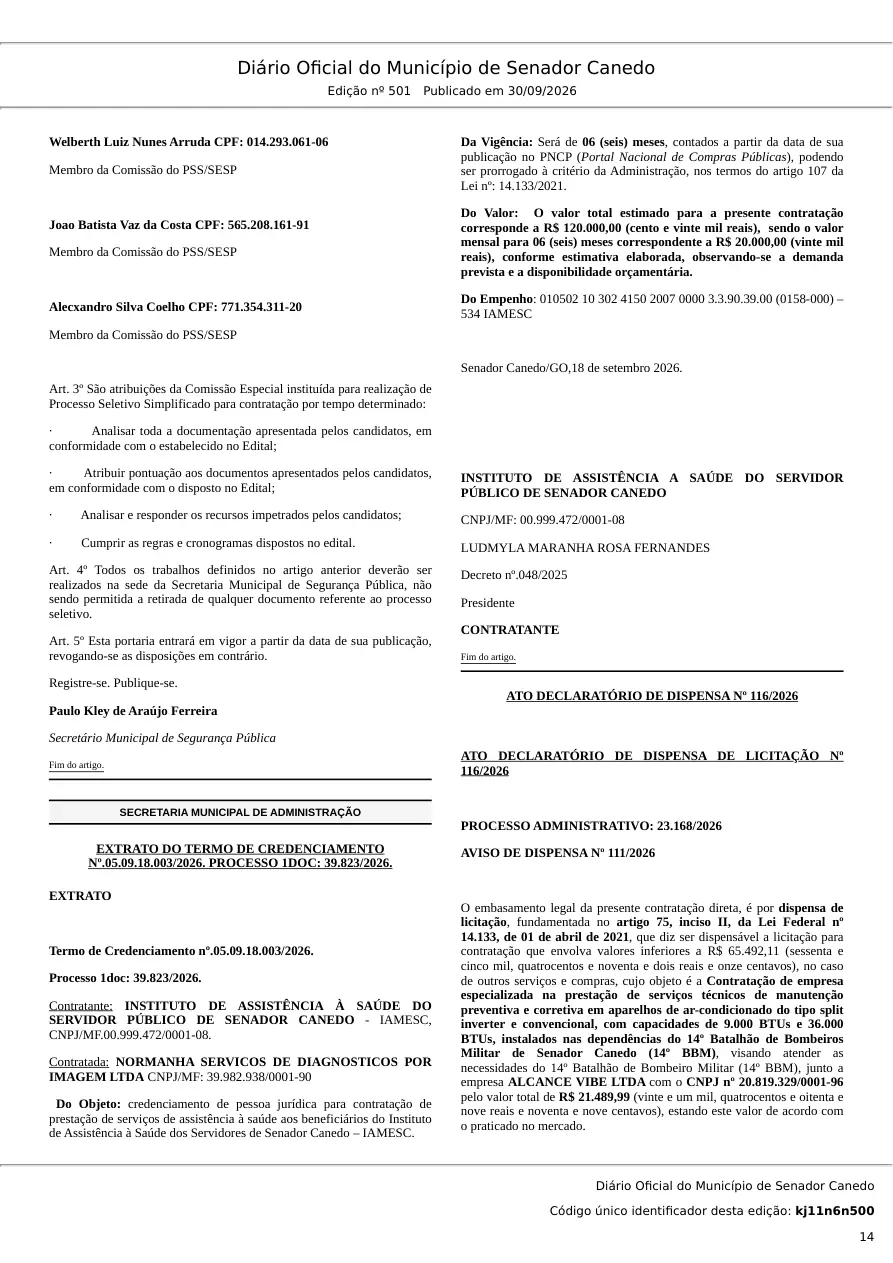 Diário Oficial do Município de Senador Canedo
Edição nº 501 Publicado em 30/09/2026
Welberth Luiz Nunes Arruda CPF: 014.293.061-06
Membro da Comissão do PSS/SESP
Joao Batista Vaz da Costa CPF: 565.208.161-91
Membro da Comissão do PSS/SESP
Alecxandro Silva Coelho CPF: 771.354.311-20
Membro da Comissão do PSS/SESP
Art. 3º São atribuições da Comissão Especial instituída para realização de
Processo Seletivo Simplificado para contratação por tempo determinado:
· Analisar toda a documentação apresentada pelos candidatos, em
conformidade com o estabelecido no Edital;
· Atribuir pontuação aos documentos apresentados pelos candidatos,
em conformidade com o disposto no Edital;
· Analisar e responder os recursos impetrados pelos candidatos;
· Cumprir as regras e cronogramas dispostos no edital.
Art. 4º Todos os trabalhos definidos no artigo anterior deverão ser
realizados na sede da Secretaria Municipal de Segurança Pública, não
sendo permitida a retirada de qualquer documento referente ao processo
seletivo.
Art. 5º Esta portaria entrará em vigor a partir da data de sua publicação,
revogando-se as disposições em contrário.
Registre-se. Publique-se.
Paulo Kley de Araújo Ferreira
Secretário Municipal de Segurança Pública
Fim do artigo.
SECRETARIA MUNICIPAL DE ADMINISTRAÇÃO
EXTRATO DO TERMO DE CREDENCIAMENTO
Nº.05.09.18.003/2026. PROCESSO 1DOC: 39.823/2026.
EXTRATO
Termo de Credenciamento nº.05.09.18.003/2026.
Processo 1doc: 39.823/2026.
Contratante: INSTITUTO DE ASSISTÊNCIA À SAÚDE DO
SERVIDOR PÚBLICO DE SENADOR CANEDO - IAMESC,
CNPJ/MF.00.999.472/0001-08.
Contratada: NORMANHA SERVICOS DE DIAGNOSTICOS POR
IMAGEM LTDA CNPJ/MF: 39.982.938/0001-90
Do Objeto: credenciamento de pessoa jurídica para contratação de
prestação de serviços de assistência à saúde aos beneficiários do Instituto
de Assistência à Saúde dos Servidores de Senador Canedo – IAMESC.
Da Vigência: Será de 06 (seis) meses, contados a partir da data de sua
publicação no PNCP (Portal Nacional de Compras Públicas), podendo
ser prorrogado à critério da Administração, nos termos do artigo 107 da
Lei nº: 14.133/2021.
Do Valor: O valor total estimado para a presente contratação
corresponde a R$ 120.000,00 (cento e vinte mil reais), sendo o valor
mensal para 06 (seis) meses correspondente a R$ 20.000,00 (vinte mil
reais), conforme estimativa elaborada, observando-se a demanda
prevista e a disponibilidade orçamentária.
Do Empenho: 010502 10 302 4150 2007 0000 3.3.90.39.00 (0158-000) –
534 IAMESC
Senador Canedo/GO,18 de setembro 2026.
INSTITUTO DE ASSISTÊNCIA A SAÚDE DO SERVIDOR
PÚBLICO DE SENADOR CANEDO
CNPJ/MF: 00.999.472/0001-08
LUDMYLA MARANHA ROSA FERNANDES
Decreto nº.048/2025
Presidente
CONTRATANTE
Fim do artigo.
ATO DECLARATÓRIO DE DISPENSA Nº 116/2026
ATO DECLARATÓRIO DE DISPENSA DE LICITAÇÃO Nº
116/2026
PROCESSO ADMINISTRATIVO: 23.168/2026
AVISO DE DISPENSA Nº 111/2026
O embasamento legal da presente contratação direta, é por dispensa de
licitação, fundamentada no artigo 75, inciso II, da Lei Federal nº
14.133, de 01 de abril de 2021, que diz ser dispensável a licitação para
contratação que envolva valores inferiores a R$ 65.492,11 (sessenta e
cinco mil, quatrocentos e noventa e dois reais e onze centavos), no caso
de outros serviços e compras, cujo objeto é a Contratação de empresa
especializada na prestação de serviços técnicos de manutenção
preventiva e corretiva em aparelhos de ar-condicionado do tipo split
inverter e convencional, com capacidades de 9.000 BTUs e 36.000
BTUs, instalados nas dependências do 14º Batalhão de Bombeiros
Militar de Senador Canedo (14º BBM), visando atender as
necessidades do 14º Batalhão de Bombeiro Militar (14º BBM), junto a
empresa ALCANCE VIBE LTDA com o CNPJ nº 20.819.329/0001-96
pelo valor total de R$ 21.489,99 (vinte e um mil, quatrocentos e oitenta e
nove reais e noventa e nove centavos), estando este valor de acordo com
o praticado no mercado.
Diário Oficial do Município de Senador Canedo
Código único identificador desta edição: kj11n6n500
14